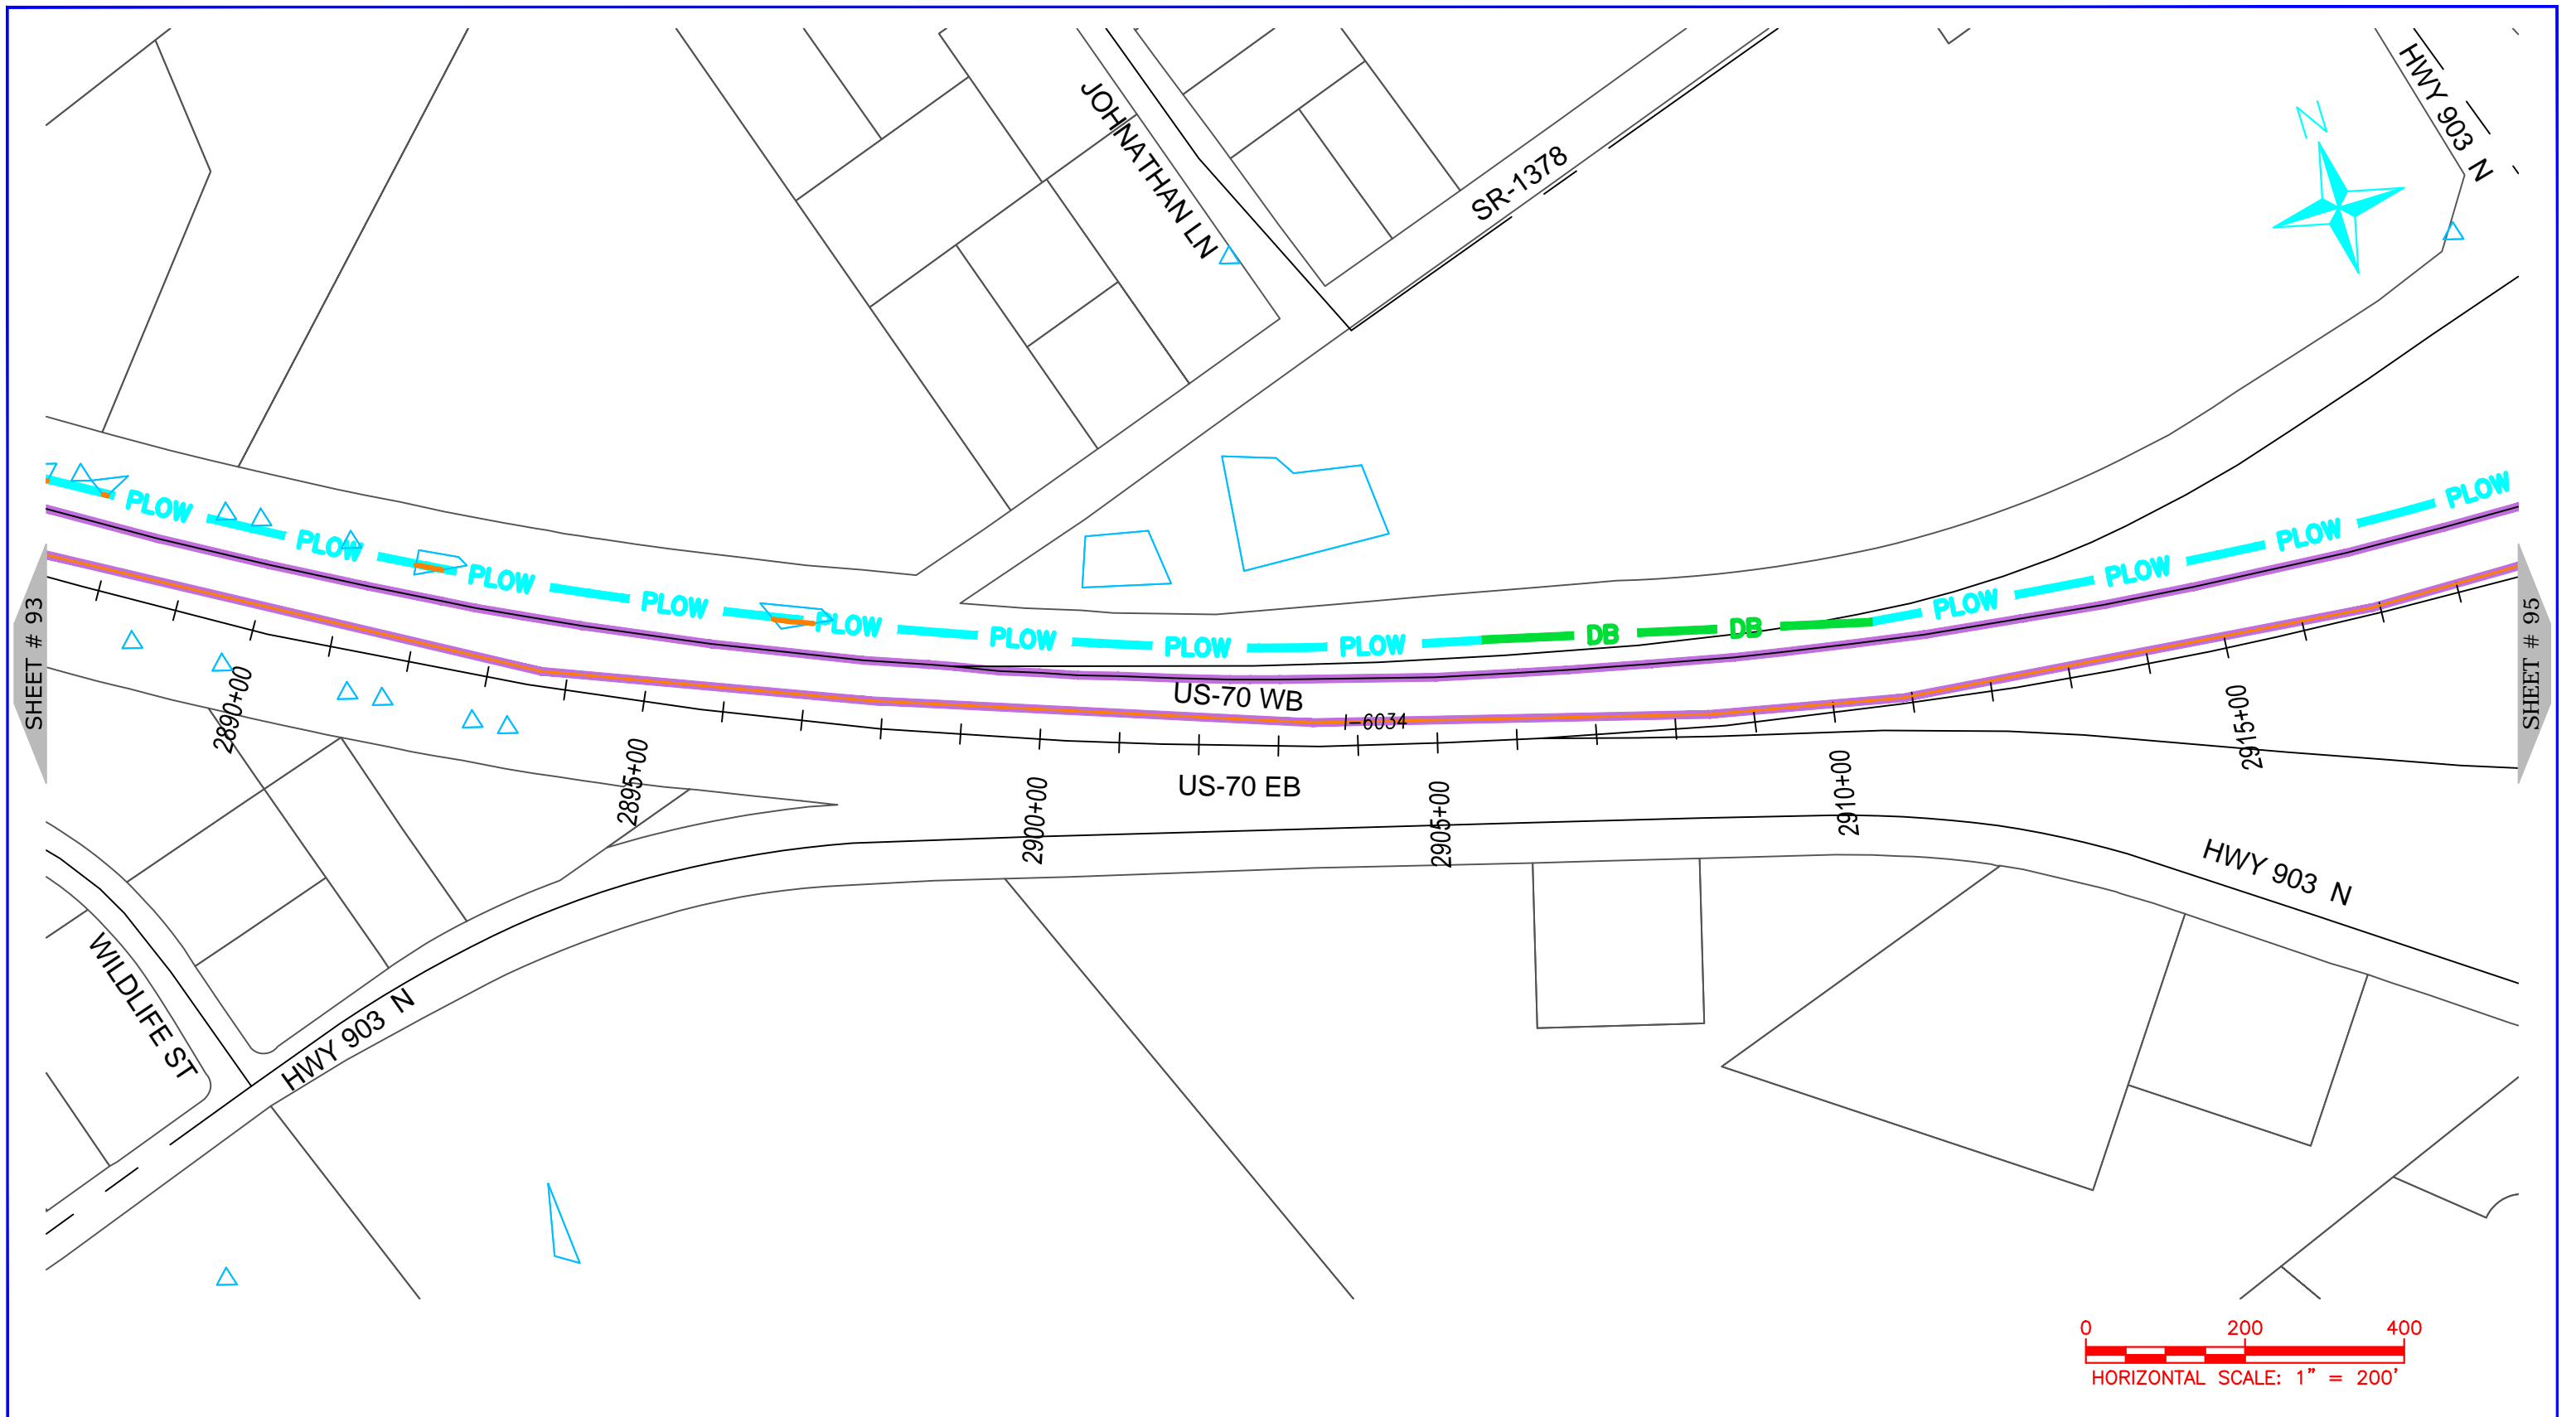 HWY 903 N
JOHNATHAN LN
SR-1378
N
PLOW
PLOW
PLOW
PLOW
PLOW
PLOW
PLOW
PLOW
DB
DB
PLOW
PLOW
PLOW
PLOW
SHEET # 93
SHEET # 95
US-70 WB
I-6034
US-70 EB
2890+00
2895+00
2900+00
2905+00
2910+00
2915+00
HWY 903 N
WILDLIFE ST
HWY 903 N
0 200 400
HORIZONTAL SCALE: 1" = 200'